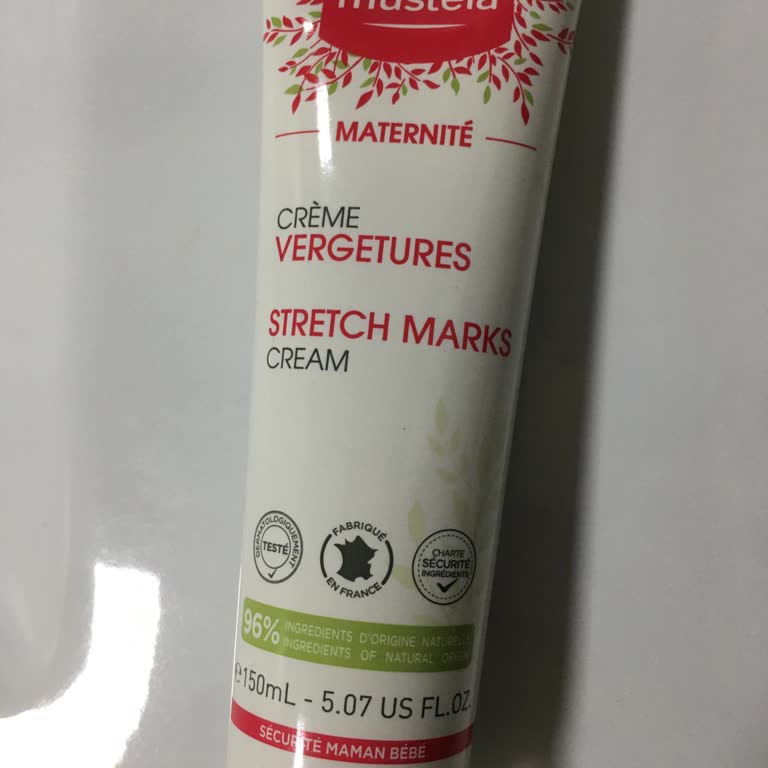 mustela
MATERNITÉ
CRÈME
VERGETURES
STRETCH MARKS
CREAM
DERMATOLOGIQUEMENT
TESTÉ
FABRIQUÉ
EN FRANCE
CHARTE
SÉCURITÉ
INGRÉDIENTS
96% INGRÉDIENTS D'ORIGINE NATURELLE
INGREDIENTS OF NATURAL ORIGIN
℮150mL - 5.07 US FL.OZ.
SÉCURITÉ MAMAN BÉBÉ